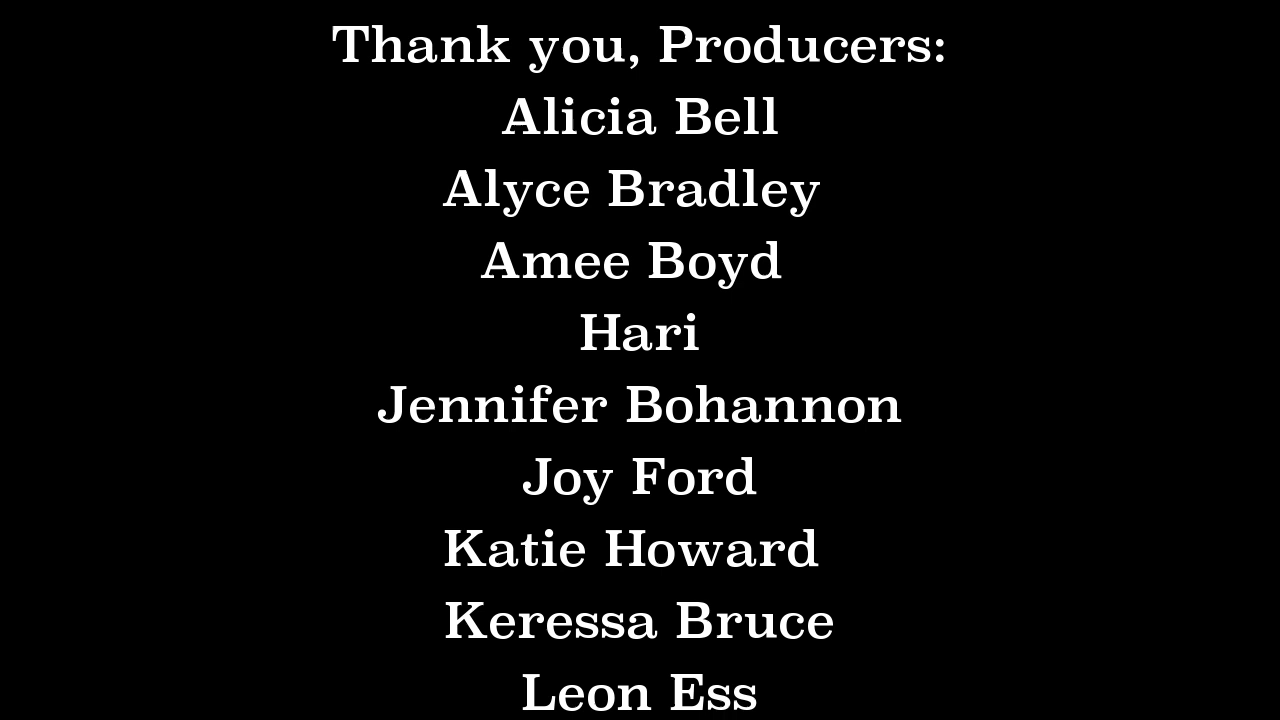 Thank you, Producers:
Alicia Bell
Alyce Bradley
Amee Boyd
Hari
Jennifer Bohannon
Joy Ford
Katie Howard
Keressa Bruce
Leon Ess